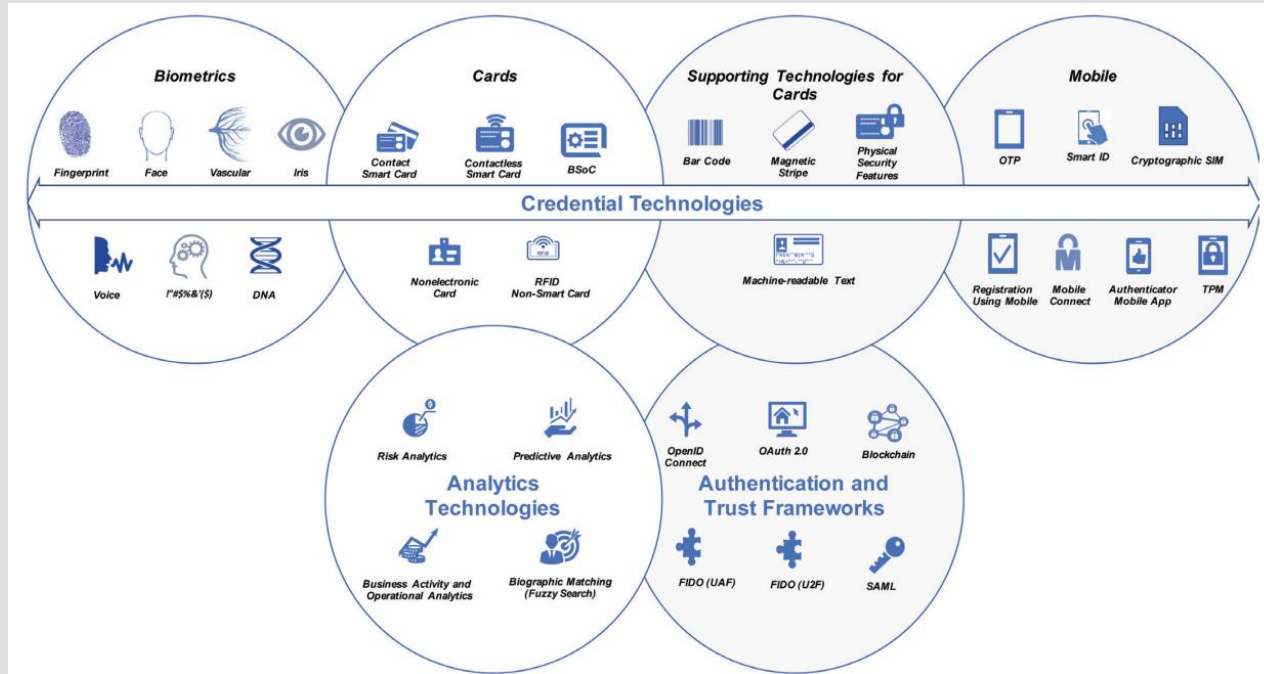 Biometrics
Cards
Supporting Technologies for
Cards
Mobile
Fingerprint
Face
Vascular
Iris
Contact
Smart Card
Contactless
Smart Card
BSoC
Bar Code
Magnetic
Stripe
Physical
Security
Features
OTP
Smart ID
Cryptographic SIM
Credential Technologies
Voice
!"#$%&'($)
DNA
Nonelectronic
Card
RFID
Non-Smart Card
Machine-readable Text
Registration
Using Mobile
Mobile
Connect
Authenticator
Mobile App
TPM
Risk Analytics
Predictive Analytics
Analytics
Technologies
Business Activity and
Operational Analytics
Biographic Matching
(Fuzzy Search)
OpenID
Connect
OAuth 2.0
Blockchain
Authentication and
Trust Frameworks
FIDO (UAF)
FIDO (U2F)
SAML